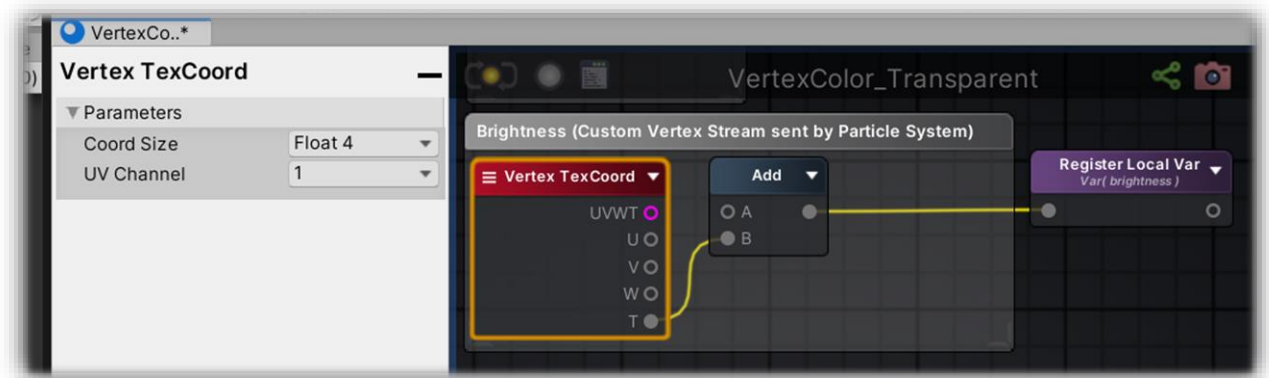 VertexCo..*
Vertex TexCoord
Parameters
Coord Size Float 4
UV Channel 1
VertexColor_Transparent
Brightness (Custom Vertex Stream sent by Particle System)
Vertex TexCoord
UVWT
U
V
W
T
Add
A
B
Register Local Var
Var( brightness )